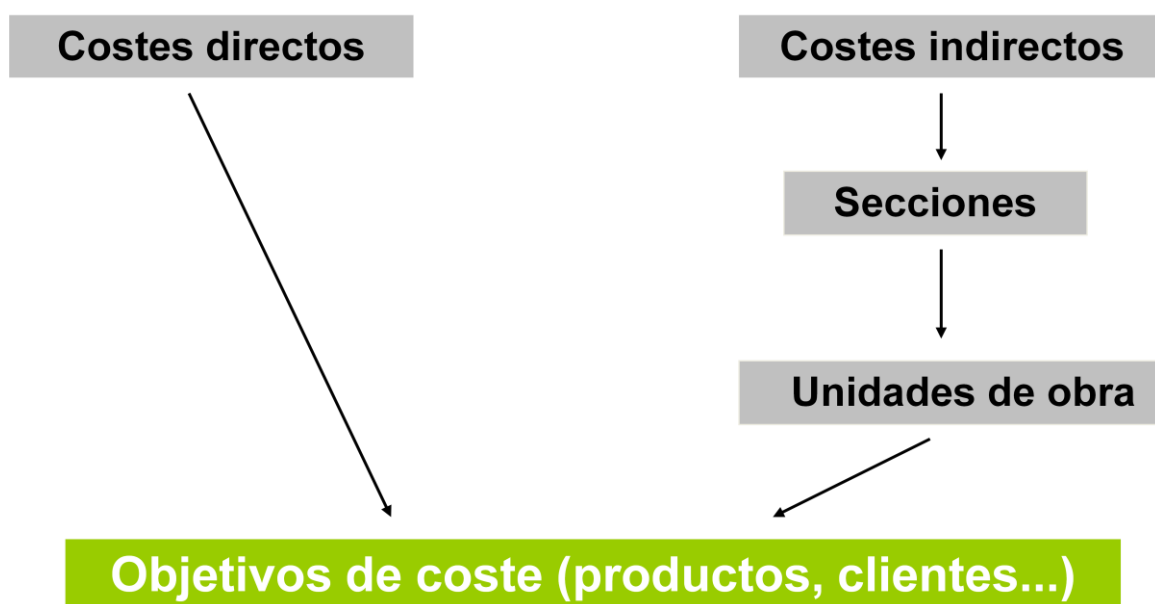 Costes directos
Costes indirectos
Secciones
Unidades de obra
Objetivos de coste (productos, clientes...)